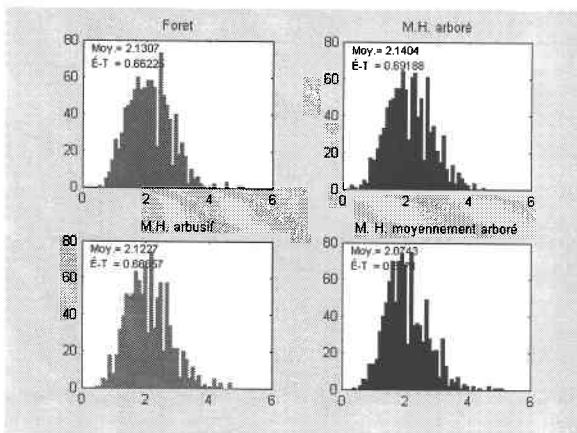 Foret
80
60
40
20
0
0 2 4 6
Moy.= 2.1307
É-T = 0.66225
M.H. arboré
80
60
40
20
0
0 2 4 6
Moy.= 2.1404
É-T = 0.69188
M.H. arbusif
80
60
40
20
0
0 2 4 6
Moy.= 2.1227
É-T =
M. H. moyennement arboré
80
60
40
20
0
0 2 4 6
Moy.= 2.0743
É-T =